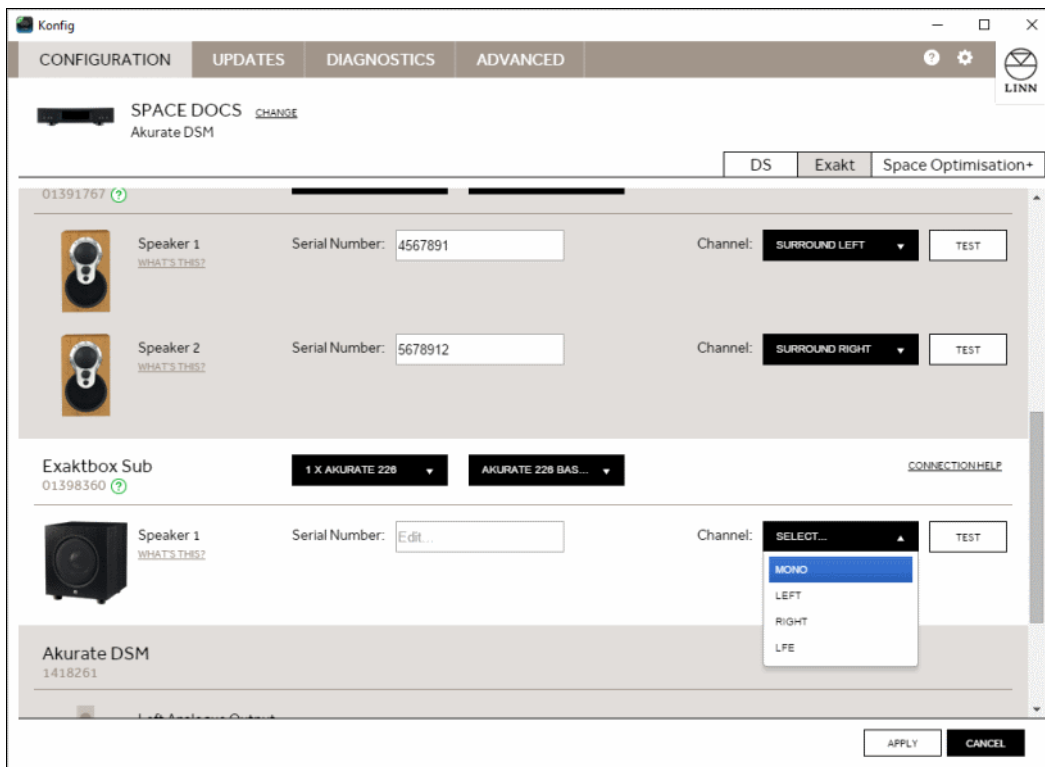 Konfig
CONFIGURATION UPDATES DIAGNOSTICS ADVANCED
LINN
SPACE DOCS CHANGE
Akurate DSM
DS Exakt Space Optimisation+
01391767
Speaker 1 Serial Number: 4567891 Channel: SURROUND LEFT TEST
WHAT'S THIS?
Speaker 2 Serial Number: 5678912 Channel: SURROUND RIGHT TEST
WHAT'S THIS?
Exaktbox Sub 1 X AKURATE 226 AKURATE 226 BAS... CONNECTION HELP
01398360
Speaker 1 Serial Number: Edit... Channel: SELECT... TEST
WHAT'S THIS?
MONO
LEFT
RIGHT
LFE
Akurate DSM
1418261
Left Analogue Output
APPLY CANCEL